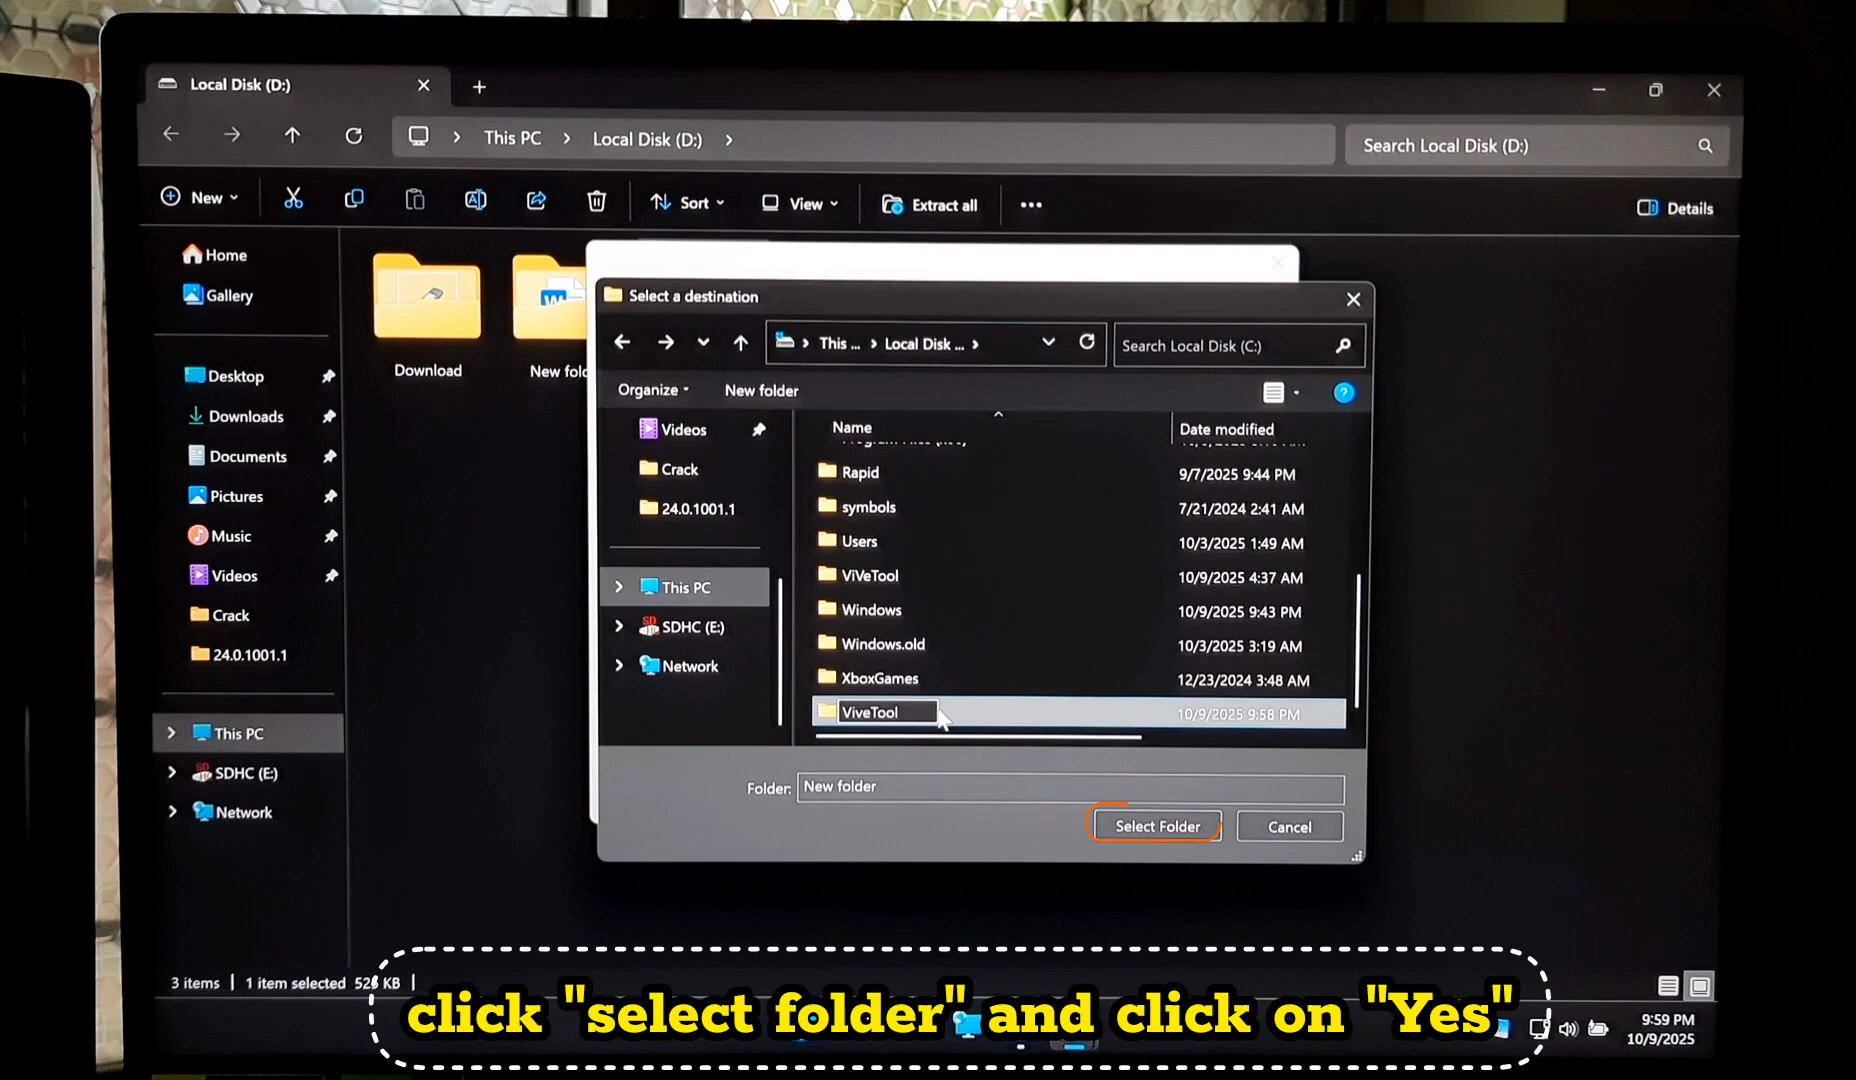 Local Disk (D:)
This PC
Local Disk (D:)
Search Local Disk (D:)
New
Sort
View
Extract all
Details
Home
Gallery
Desktop
Downloads
Documents
Pictures
Music
Videos
Crack
24.0.1001.1
This PC
SDHC (E:)
Network
Download
New fol
Select a destination
This ...
Local Disk ...
Search Local Disk (C:)
Organize
New folder
Videos
Crack
24.0.1001.1
This PC
SDHC (E:)
Network
Name
Date modified
Rapid
9/7/2025 9:44 PM
symbols
7/21/2024 2:41 AM
Users
10/3/2025 1:49 AM
ViVeTool
10/9/2025 4:37 AM
Windows
10/9/2025 9:43 PM
Windows.old
10/3/2025 3:19 AM
XboxGames
12/23/2024 3:48 AM
ViveTool
10/9/2025 9:58 PM
Folder:
New folder
Select Folder
Cancel
3 items
1 item selected
KB
click "select folder" and click on "Yes"
9:59 PM
10/9/2025